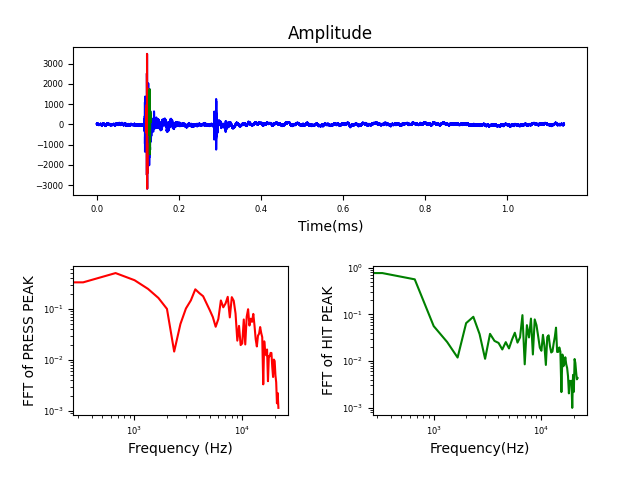 Amplitude
3000
2000
1000
0
−1000
−2000
−3000
0.0 0.2 0.4 0.6 0.8 1.0
Time(ms)
FFT of PRESS PEAK
10⁻¹
10⁻²
10⁻³
10³ 10⁴
Frequency (Hz)
FFT of HIT PEAK
10⁰
10⁻¹
10⁻²
10⁻³
10³ 10⁴
Frequency(Hz)